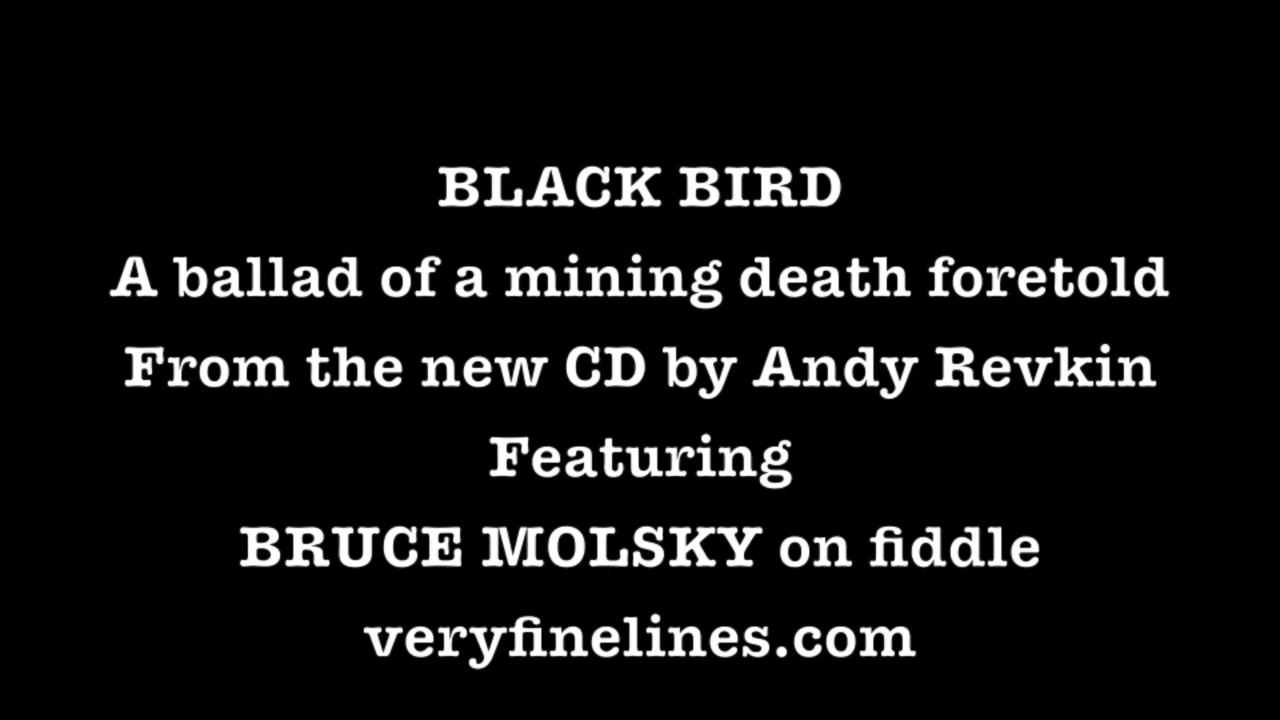 BLACK BIRD
A ballad of a mining death foretold
From the new CD by Andy Revkin
Featuring
BRUCE MOLSKY on fiddle
veryfinelines.com